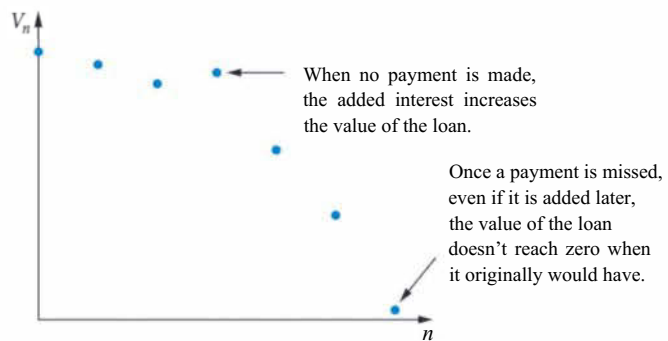 Vₙ
When no payment is made,
the added interest increases
the value of the loan.
Once a payment is missed,
even if it is added later,
the value of the loan
doesn’t reach zero when
it originally would have.
n